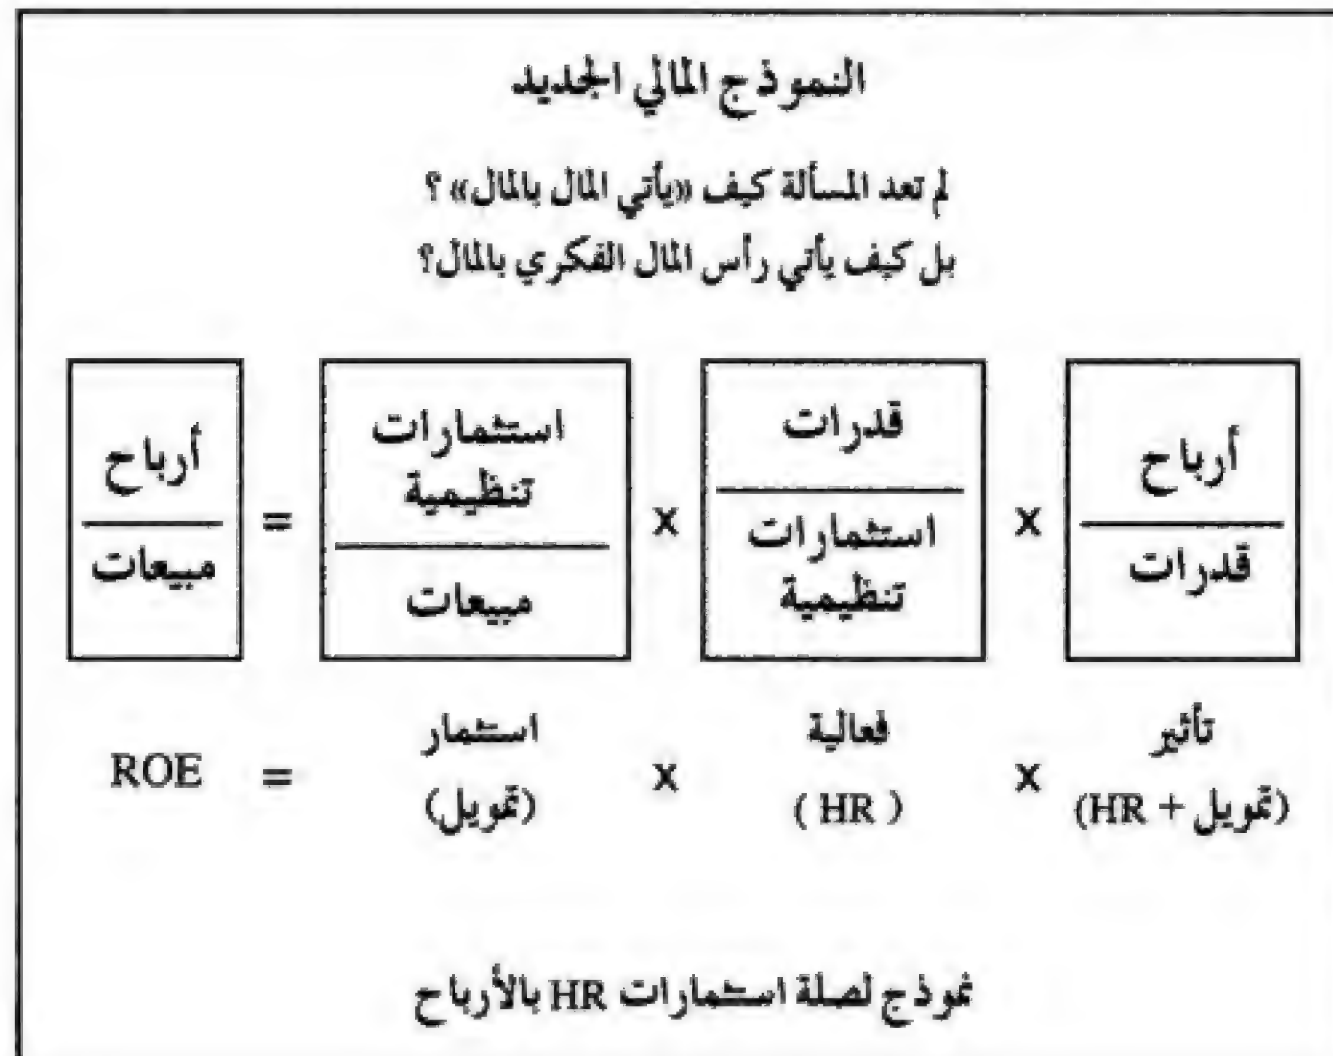 النموذج المالي الجديد
لم تعد المسألة كيف «يأتي المال بالمال» ؟
بل كيف يأتي رأس المال الفكري بالمال؟
أرباح
مبيعات
=
استثمارات
تنظيمية
مبيعات
x
قدرات
استثمارات
تنظيمية
x
أرباح
قدرات
ROE
=
استثمار
(تمويل)
x
فعالية
( HR )
x
تأثير
(تمويل + HR)
نموذج لصلة استثمارات HR بالأرباح